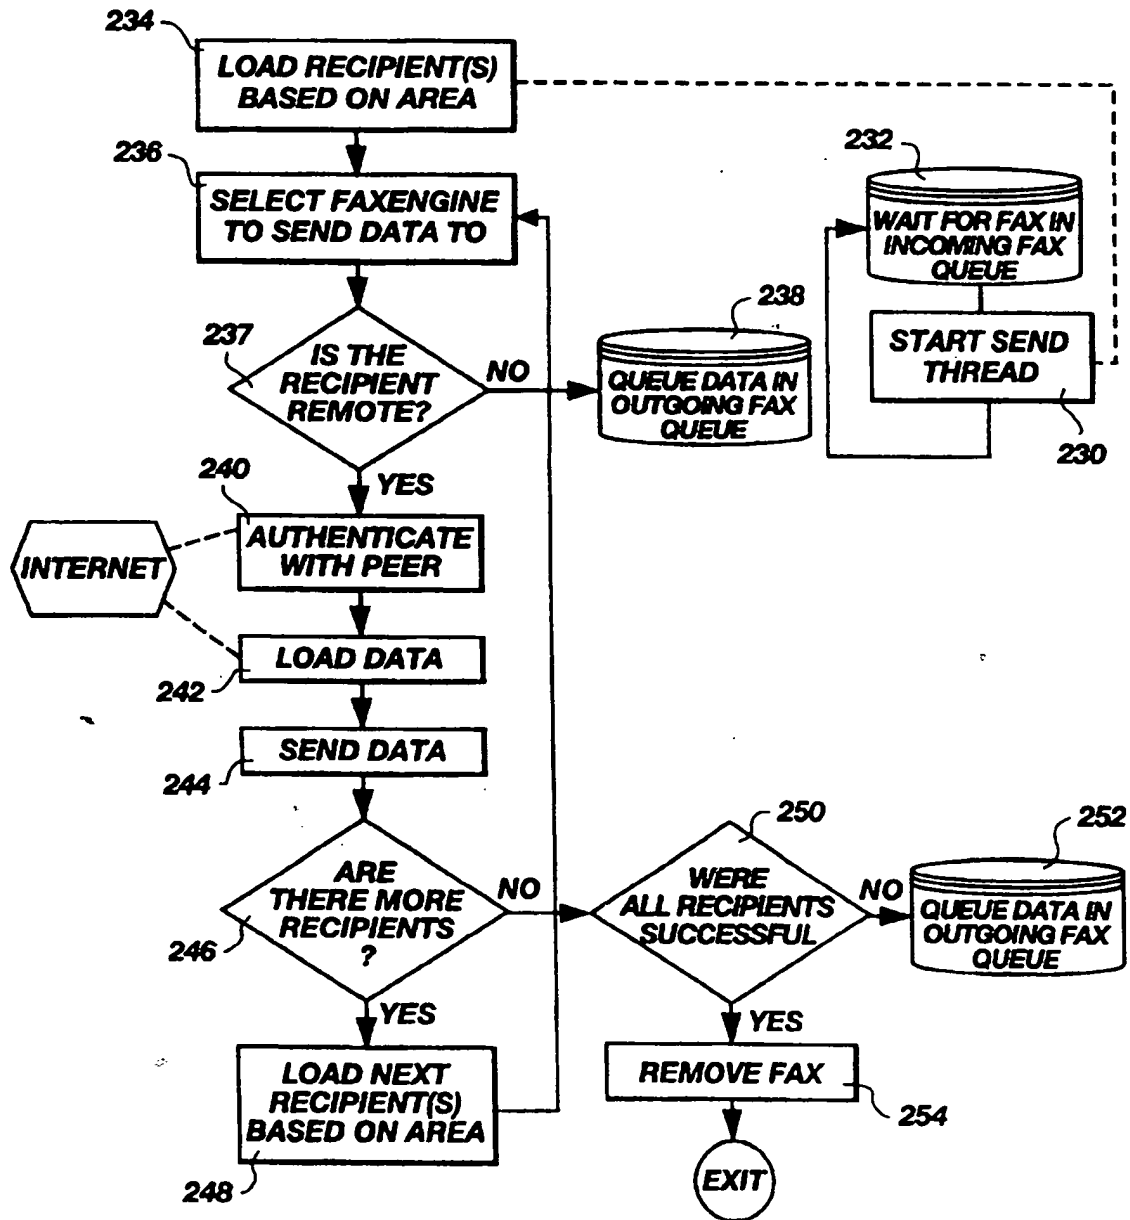 234
LOAD RECIPIENT(S)
BASED ON AREA
236
SELECT FAXENGINE
TO SEND DATA TO
232
WAIT FOR FAX IN
INCOMING FAX
QUEUE
START SEND
THREAD
230
237
IS THE
RECIPIENT
REMOTE?
NO
238
QUEUE DATA IN
OUTGOING FAX
QUEUE
YES
240
AUTHENTICATE
WITH PEER
INTERNET
LOAD DATA
242
SEND DATA
244
ARE
THERE MORE
RECIPIENTS
?
246
NO
250
WERE
ALL RECIPIENTS
SUCCESSFUL
NO
252
QUEUE DATA IN
OUTGOING FAX
QUEUE
YES
LOAD NEXT
RECIPIENT(S)
BASED ON AREA
248
YES
REMOVE FAX
254
EXIT